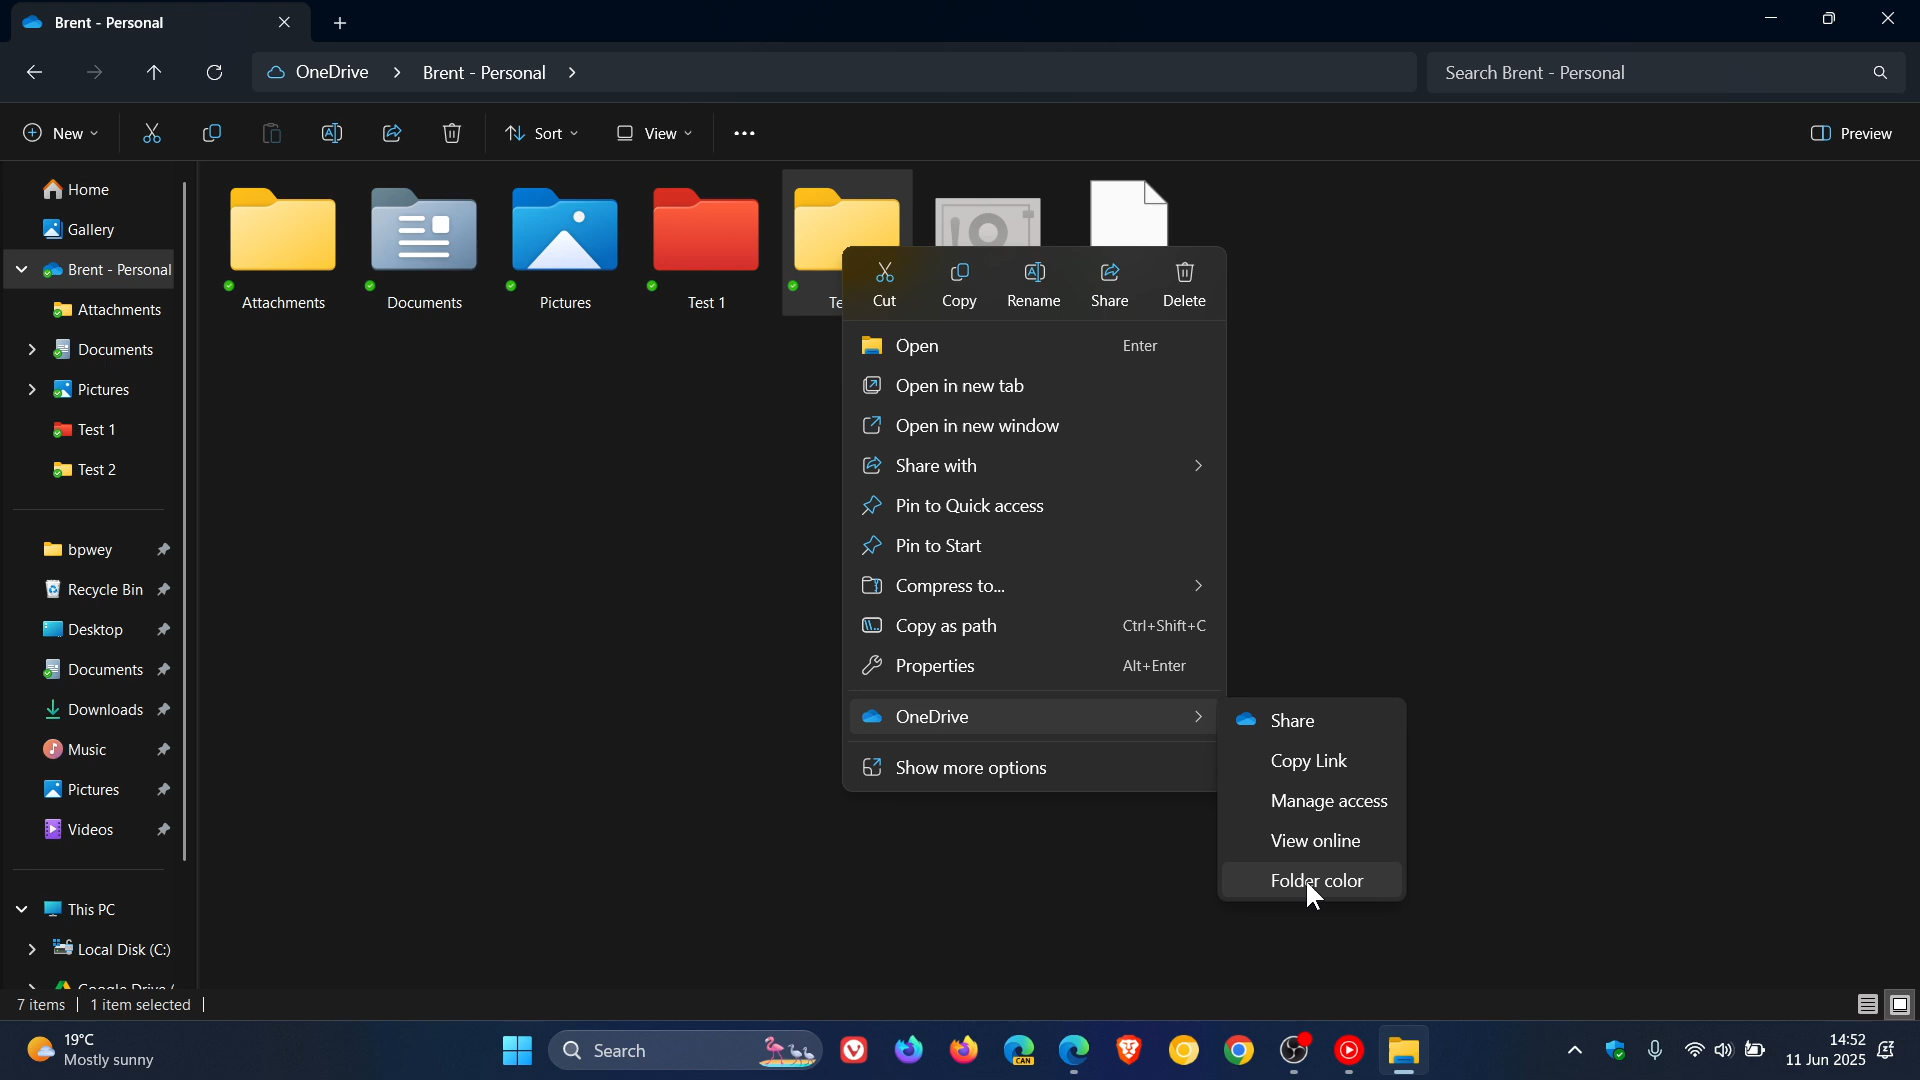 Brent - Personal
OneDrive > Brent - Personal >
Search Brent - Personal
New
Sort
View
Preview
Home
Gallery
Brent - Personal
Attachments
Documents
Pictures
Test 1
Test 2
bpwey
Recycle Bin
Desktop
Documents
Downloads
Music
Pictures
Videos
This PC
Local Disk (C:)
Attachments
Documents
Pictures
Test 1
Te
Cut
Copy
Rename
Share
Delete
Open Enter
Open in new tab
Open in new window
Share with
Pin to Quick access
Pin to Start
Compress to...
Copy as path Ctrl+Shift+C
Properties Alt+Enter
OneDrive
Show more options
Share
Copy Link
Manage access
View online
Folder color
7 items
1 item selected
19°C
Mostly sunny
Search
CAN
14:52
11 Jun 2025